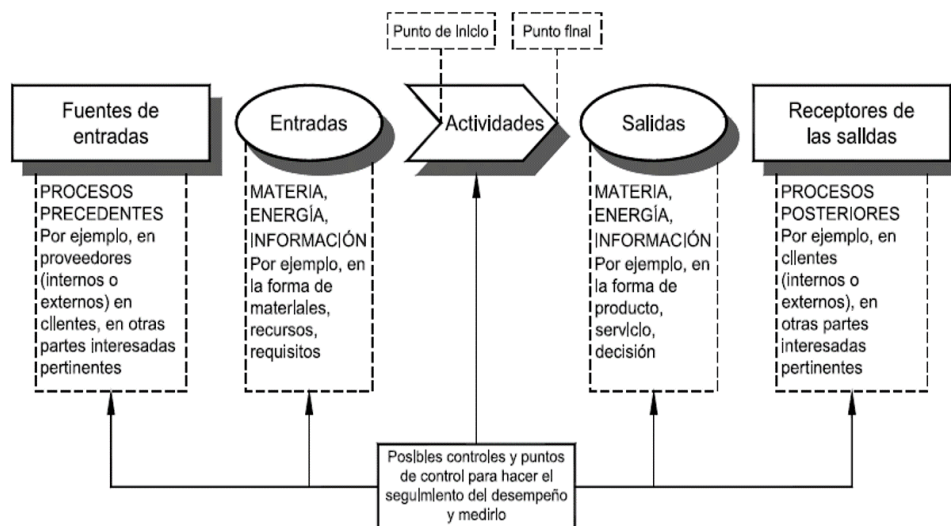 Punto de inicio
Punto final
Fuentes de
entradas
Entradas
Actividades
Salidas
Receptores de
las salidas
PROCESOS
PRECEDENTES
Por ejemplo, en
proveedores
(internos o
externos) en
clientes, en otras
partes interesadas
pertinentes
MATERIA,
ENERGÍA,
INFORMACIÓN
Por ejemplo, en
la forma de
materiales,
recursos,
requisitos
MATERIA,
ENERGÍA,
INFORMACIÓN
Por ejemplo, en
la forma de
producto,
servicio,
decisión
PROCESOS
POSTERIORES
Por ejemplo, en
clientes
(internos o
externos), en
otras partes
interesadas
pertinentes
Posibles controles y puntos
de control para hacer el
seguimiento del desempeño
y medirlo